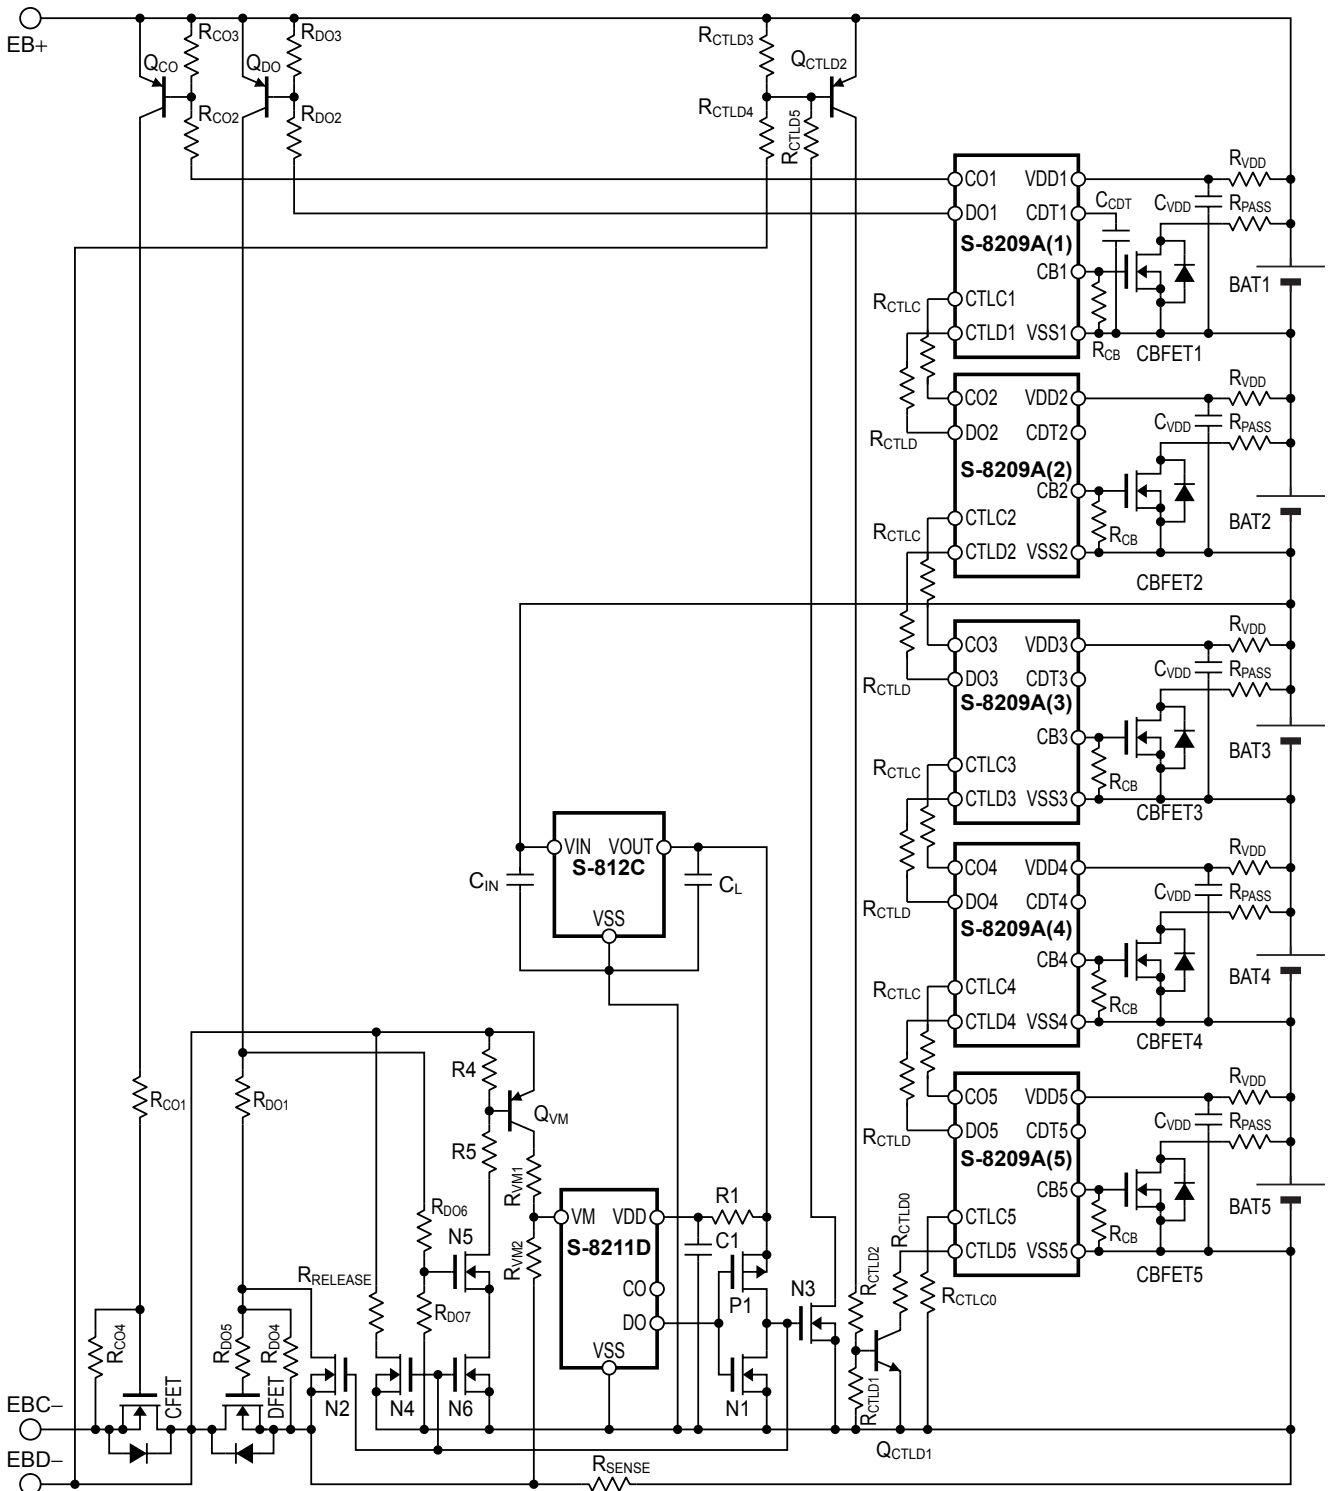 EB+
RCO3
RDO3
RCTLD3
QCO
QDO
QCTLD2
RCO2
RDO2
RCTLD4
RCTLD5
CO1
VDD1
RVDD
DO1
CDT1
CCDT
CVDD
RPASS
S-8209A(1)
CB1
BAT1
RCTLC
CTLC1
CTLD1
VSS1
RCB
CBFET1
CO2
VDD2
RVDD
RCTLD
DO2
CDT2
CVDD
RPASS
S-8209A(2)
CB2
BAT2
RCTLC
CTLC2
RCB
CTLD2
VSS2
CBFET2
CO3
VDD3
RVDD
RCTLD
DO3
CDT3
CVDD
RPASS
S-8209A(3)
CB3
BAT3
RCTLC
CTLC3
RCB
CTLD3
VSS3
CBFET3
VIN
VOUT
S-812C
CIN
CL
VSS
CO4
VDD4
RVDD
RCTLD
DO4
CDT4
CVDD
RPASS
S-8209A(4)
CB4
BAT4
RCTLC
CTLC4
RCB
CTLD4
VSS4
CBFET4
R4
RCO1
RDO1
QVM
R5
RVM1
CO5
VDD5
RVDD
RCTLD
DO5
CDT5
CVDD
RPASS
S-8209A(5)
CB5
BAT5
RCTLD0
CTLC5
RCB
CTLD5
VSS5
CBFET5
RDO6
N5
RVM2
VM
VDD
R1
S-8211D
C1
CO
P1
N3
RCTLD2
RCTLC0
RRELEASE
RDO7
DO
VSS
RCO4
RDO5
RDO4
CFET
DFET
N2
N4
N6
N1
RCTLD1
QCTLD1
EBC−
EBD−
RSENSE